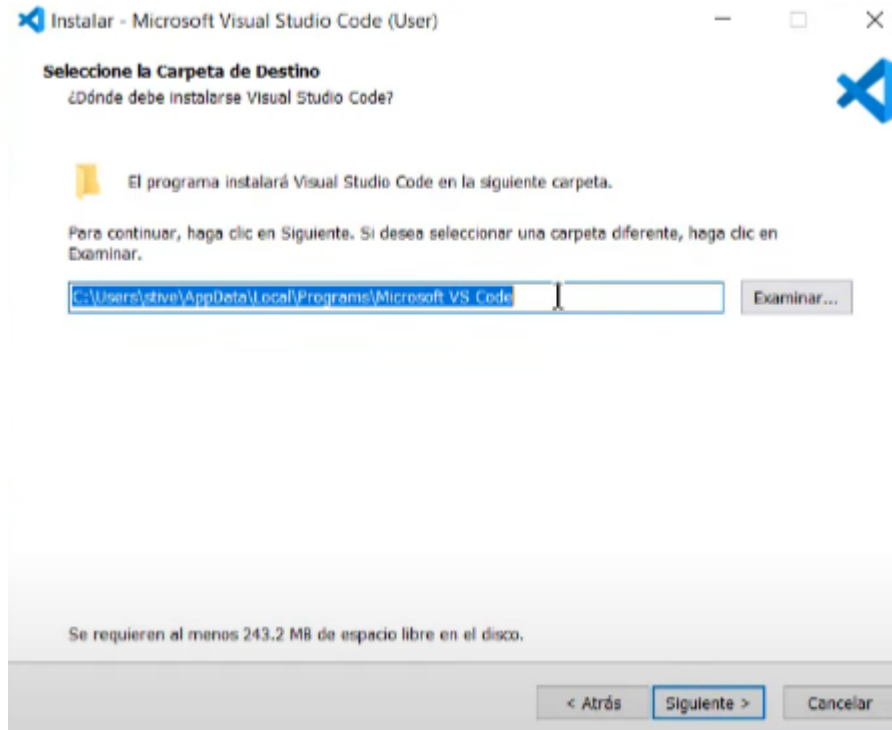 Instalar - Microsoft Visual Studio Code (User)
Seleccione la Carpeta de Destino
¿Dónde debe instalarse Visual Studio Code?
El programa instalará Visual Studio Code en la siguiente carpeta.
Para continuar, haga clic en Siguiente. Si desea seleccionar una carpeta diferente, haga clic en
Examinar.
C:\Users\stive\AppData\Local\Programs\Microsoft VS Code
Examinar...
Se requieren al menos 243.2 MB de espacio libre en el disco.
< Atrás
Siguiente >
Cancelar